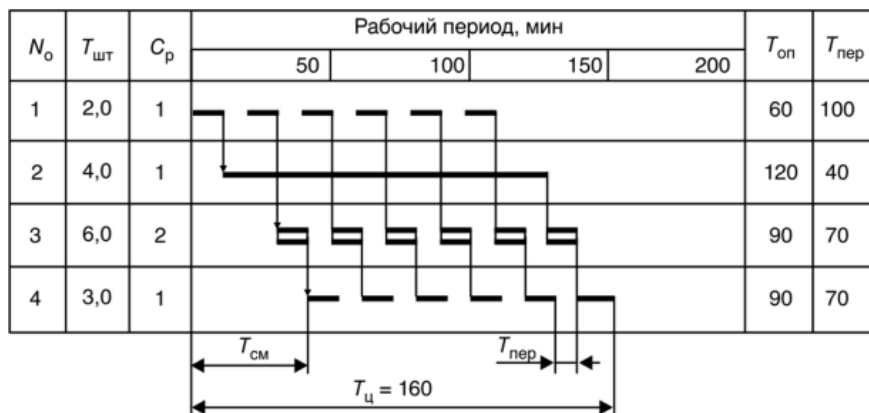 Nо Tшт Cр Рабочий период, мин Tоп Tпер
50 100 150 200
1 2,0 1 60 100
2 4,0 1 120 40
3 6,0 2 90 70
4 3,0 1 90 70
Tсм Tпер
Tц = 160